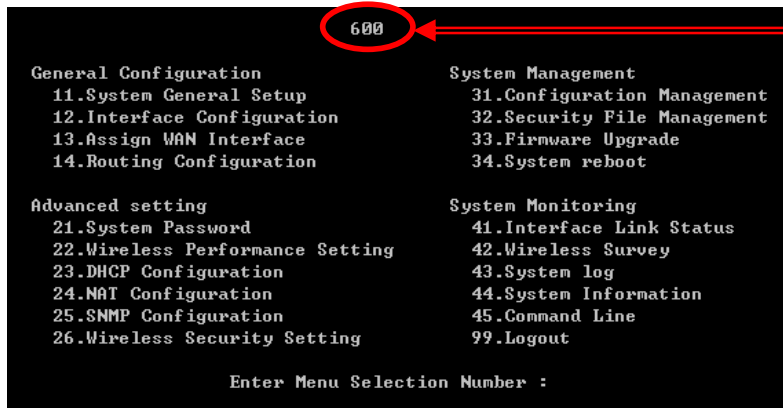 600
General Configuration
11.System General Setup
12.Interface Configuration
13.Assign WAN Interface
14.Routing Configuration
System Management
31.Configuration Management
32.Security File Management
33.Firmware Upgrade
34.System reboot
Advanced setting
21.System Password
22.Wireless Performance Setting
23.DHCP Configuration
24.NAT Configuration
25.SNMP Configuration
26.Wireless Security Setting
System Monitoring
41.Interface Link Status
42.Wireless Survey
43.System log
44.System Information
45.Command Line
99.Logout
Enter Menu Selection Number :